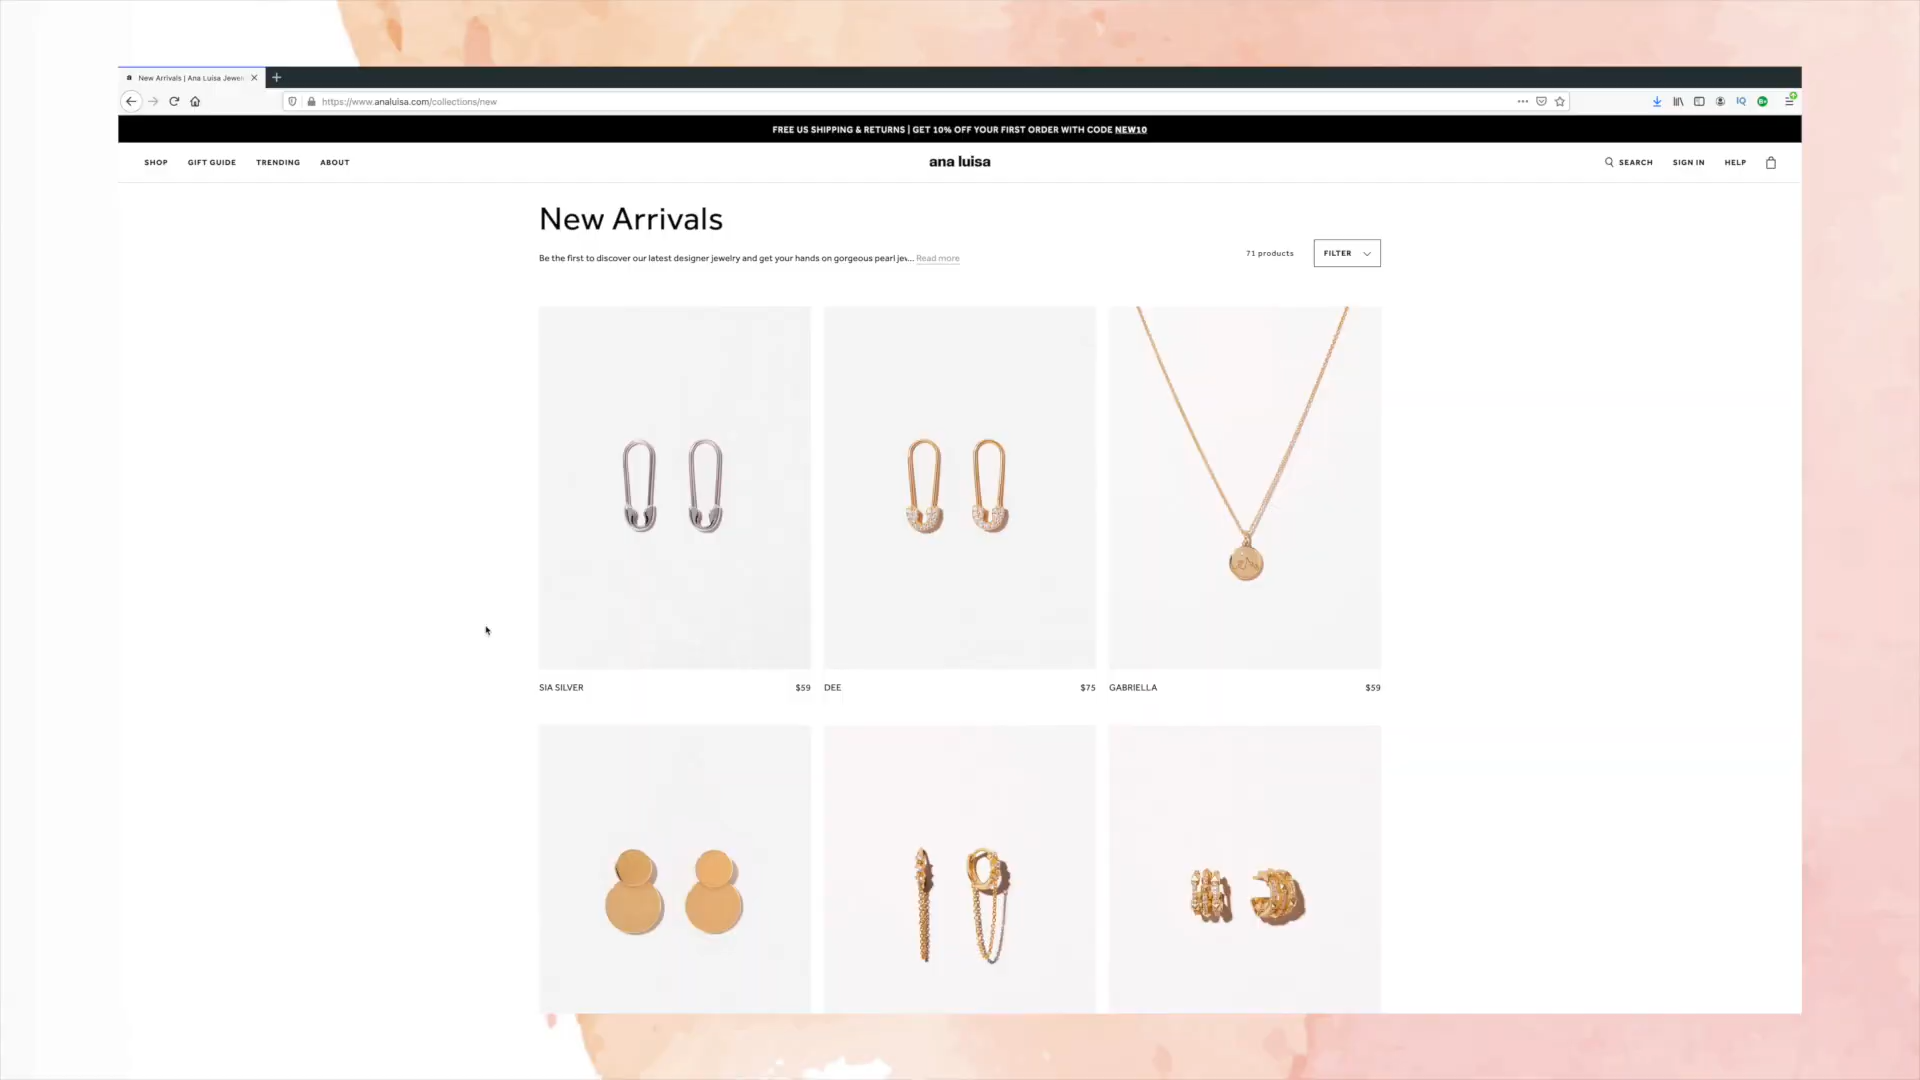 New Arrivals | Ana Luisa Jewel
https://www.analuisa.com/collections/new
FREE US SHIPPING & RETURNS | GET 10% OFF YOUR FIRST ORDER WITH CODE NEW10
SHOP GIFT GUIDE TRENDING ABOUT
ana luisa
SEARCH SIGN IN HELP
New Arrivals
Be the first to discover our latest designer jewelry and get your hands on gorgeous pearl jew... Read more
71 products
FILTER
SIA SILVER $59
DEE $75
GABRIELLA $59